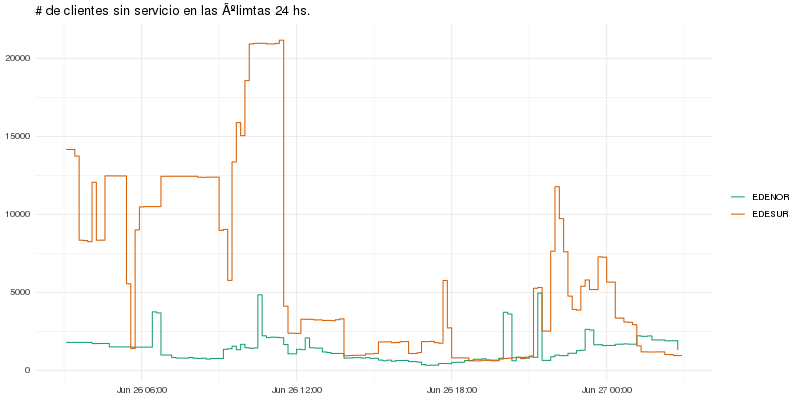 # de clientes sin servicio en las Ãºlimtas 24 hs.
20000
15000
10000
5000
0
Jun 26 06:00
Jun 26 12:00
Jun 26 18:00
Jun 27 00:00
EDENOR
EDESUR